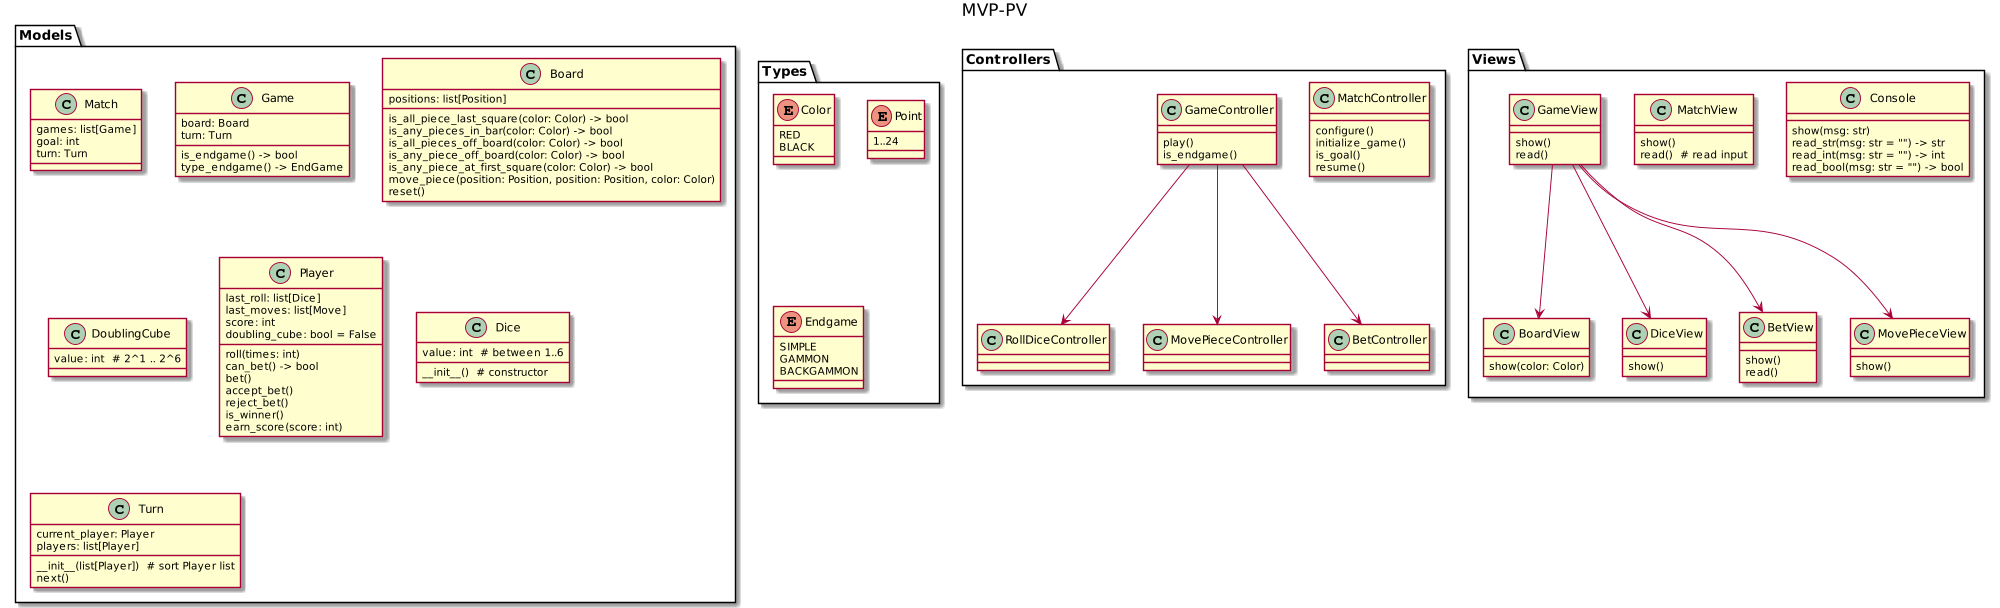 MVP-PV
Models
C Match
games: list[Game]
goal: int
turn: Turn
C Game
board: Board
turn: Turn
is_endgame() -> bool
type_endgame() -> EndGame
C Board
positions: list[Position]
is_all_piece_last_square(color: Color) -> bool
is_any_pieces_in_bar(color: Color) -> bool
is_all_pieces_off_board(color: Color) -> bool
is_any_piece_off_board(color: Color) -> bool
is_any_piece_at_first_square(color: Color) -> bool
move_piece(position: Position, position: Position, color: Color)
reset()
C DoublingCube
value: int  # 2^1 .. 2^6
C Player
last_roll: list[Dice]
last_moves: list[Move]
score: int
doubling_cube: bool = False
roll(times: int)
can_bet() -> bool
bet()
accept_bet()
reject_bet()
is_winner()
earn_score(score: int)
C Dice
value: int  # between 1..6
__init__()  # constructor
C Turn
current_player: Player
players: list[Player]
__init__(list[Player])  # sort Player list
next()
Types
E Color
RED
BLACK
E Point
1..24
E Endgame
SIMPLE
GAMMON
BACKGAMMON
Controllers
C GameController
play()
is_endgame()
C MatchController
configure()
initialize_game()
is_goal()
resume()
C RollDiceController
C MovePieceController
C BetController
Views
C GameView
show()
read()
C MatchView
show()
read()  # read input
C Console
show(msg: str)
read_str(msg: str = "") -> str
read_int(msg: str = "") -> int
read_bool(msg: str = "") -> bool
C BoardView
show(color: Color)
C DiceView
show()
C BetView
show()
read()
C MovePieceView
show()